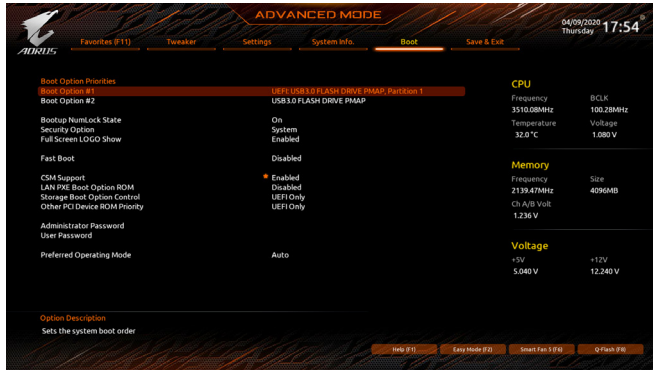 ADVANCED MODE
04/09/2020
Thursday 17:54
AORUS
Favorites (F11) Tweaker Settings System Info. Boot Save & Exit
Boot Option Priorities
Boot Option #1 UEFI: USB3.0 FLASH DRIVE PMAP, Partition 1
Boot Option #2 USB3.0 FLASH DRIVE PMAP
Bootup NumLock State On
Security Option System
Full Screen LOGO Show Enabled
Fast Boot Disabled
CSM Support * Enabled
LAN PXE Boot Option ROM Disabled
Storage Boot Option Control UEFI Only
Other PCI Device ROM Priority UEFI Only
Administrator Password
User Password
Preferred Operating Mode Auto
CPU
Frequency BCLK
3510.08MHz 100.28MHz
Temperature Voltage
32.0 °C 1.080 V
Memory
Frequency Size
2139.47MHz 4096MB
Ch A/B Volt
1.236 V
Voltage
+5V +12V
5.040 V 12.240 V
Option Description
Sets the system boot order
Help (F1) Easy Mode (F2) Smart Fan 5 (F6) Q-Flash (F8)